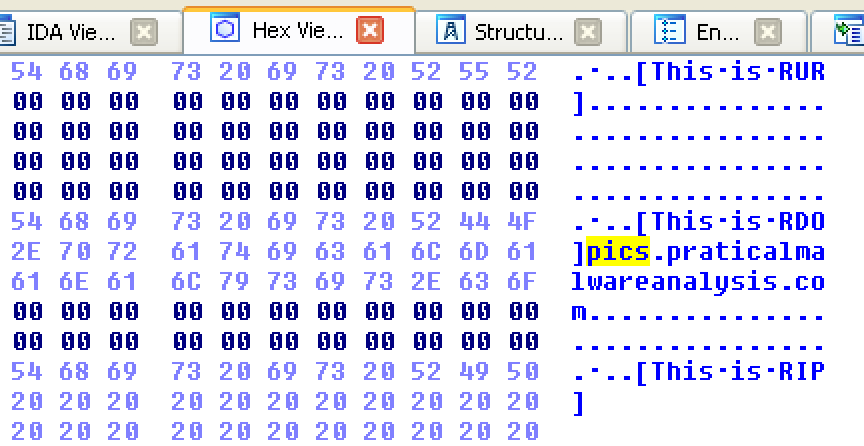 IDA Vie...
Hex Vie...
Structu...
En...
54 68 69 73 20 69 73 20 52 55 52 .·..[This·is·RUR
00 00 00 00 00 00 00 00 00 00 00 ]...............
00 00 00 00 00 00 00 00 00 00 00 ................
00 00 00 00 00 00 00 00 00 00 00 ................
00 00 00 00 00 00 00 00 00 00 00 ................
54 68 69 73 20 69 73 20 52 44 4F .·..[This·is·RDO
2E 70 72 61 74 69 63 61 6C 6D 61 ]pics.praticalma
61 6E 61 6C 79 73 69 73 2E 63 6F lwareanalysis.co
00 00 00 00 00 00 00 00 00 00 00 m...............
00 00 00 00 00 00 00 00 00 00 00 ................
54 68 69 73 20 69 73 20 52 49 50 .·..[This·is·RIP
20 20 20 20 20 20 20 20 20 20 20 ]
20 20 20 20 20 20 20 20 20 20 20